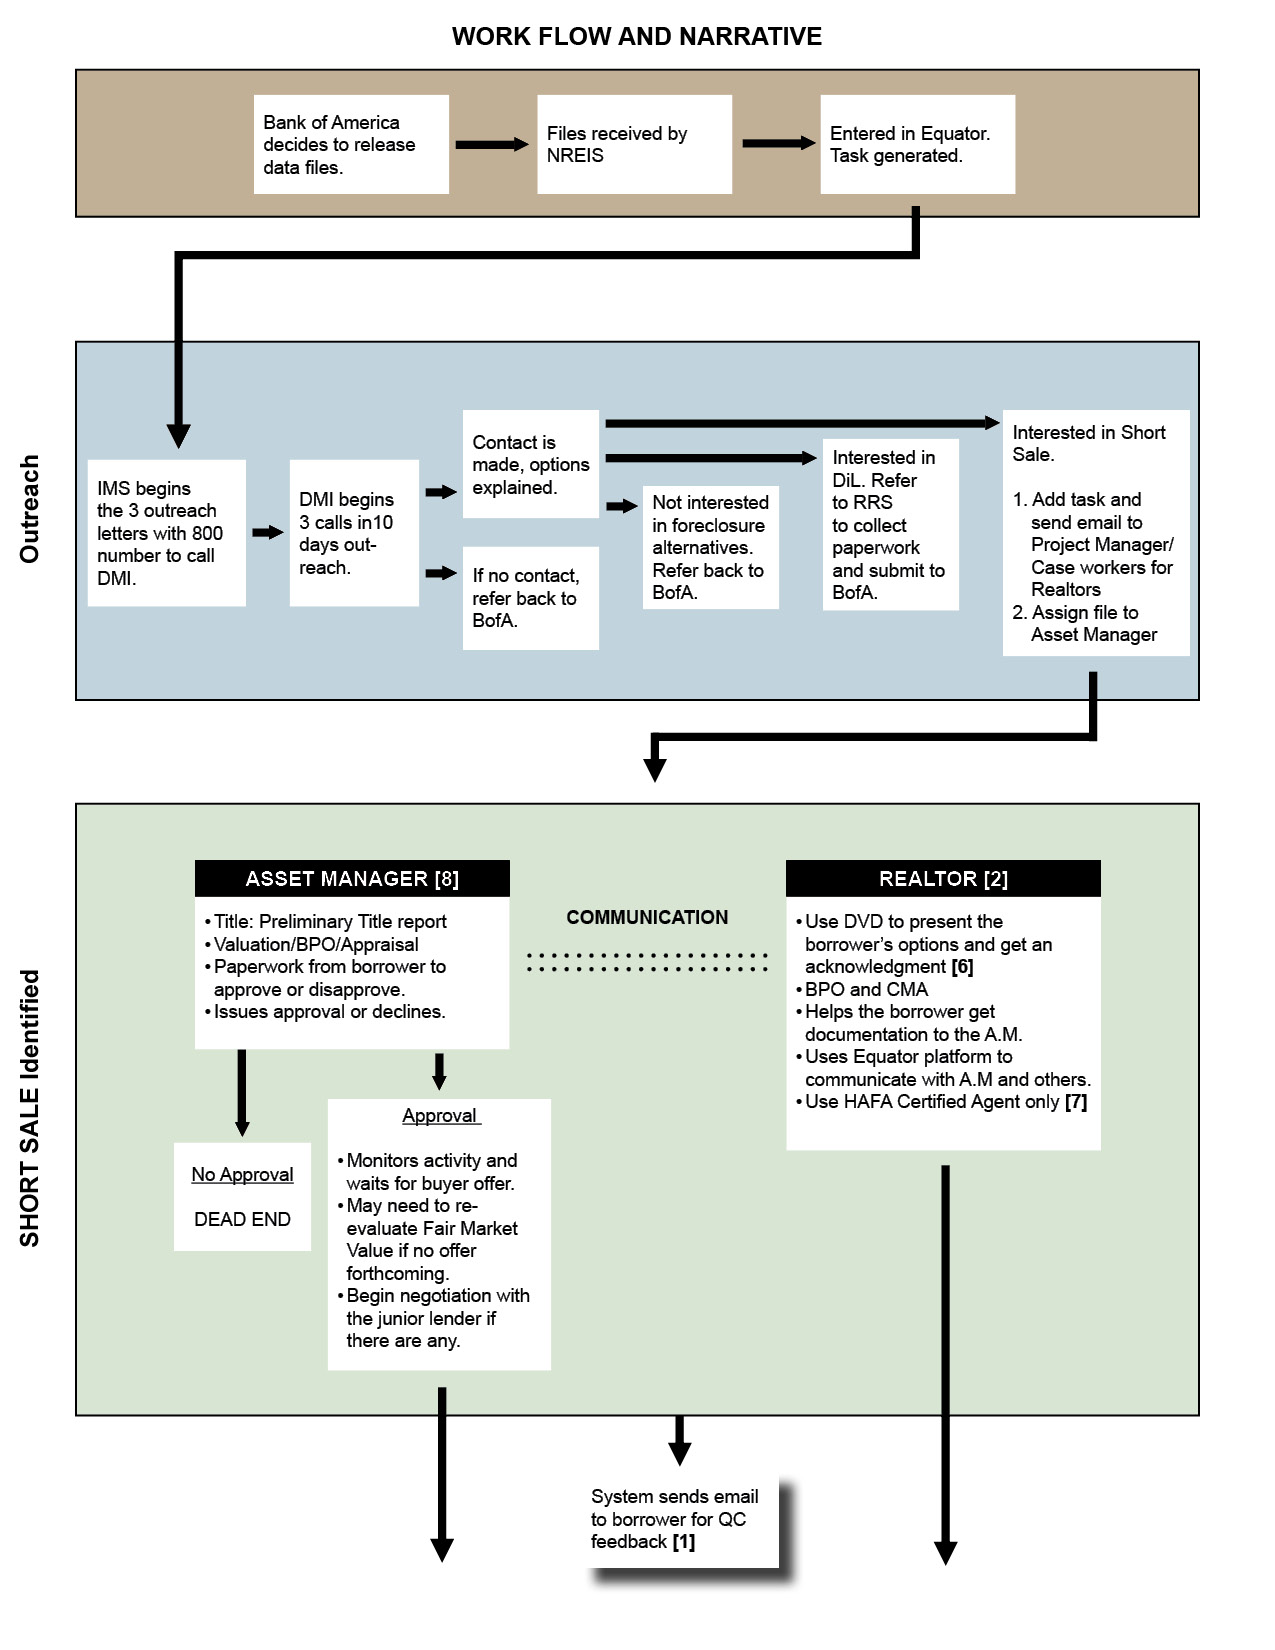 WORK FLOW AND NARRATIVE
Bank of America
decides to release
data files.
Files received by
NREIS
Entered in Equator.
Task generated.
Outreach
IMS begins
the 3 outreach
letters with 800
number to call
DMI.
DMI begins
3 calls in10
days out-
reach.
Contact is
made, options
explained.
If no contact,
refer back to
BofA.
Not interested
in foreclosure
alternatives.
Refer back to
BofA.
Interested in
DiL. Refer
to RRS
to collect
paperwork
and submit to
BofA.
Interested in Short
Sale.
1. Add task and
send email to
Project Manager/
Case workers for
Realtors
2. Assign file to
Asset Manager
SHORT SALE Identified
ASSET MANAGER [8]
• Title: Preliminary Title report
• Valuation/BPO/Appraisal
• Paperwork from borrower to
approve or disapprove.
• Issues approval or declines.
COMMUNICATION
REALTOR [2]
• Use DVD to present the
borrower's options and get an
acknowledgment [6]
• BPO and CMA
• Helps the borrower get
documentation to the A.M.
• Uses Equator platform to
communicate with A.M and others.
• Use HAFA Certified Agent only [7]
No Approval
DEAD END
Approval
• Monitors activity and
waits for buyer offer.
• May need to re-
evaluate Fair Market
Value if no offer
forthcoming.
• Begin negotiation with
the junior lender if
there are any.
System sends email
to borrower for QC
feedback [1]